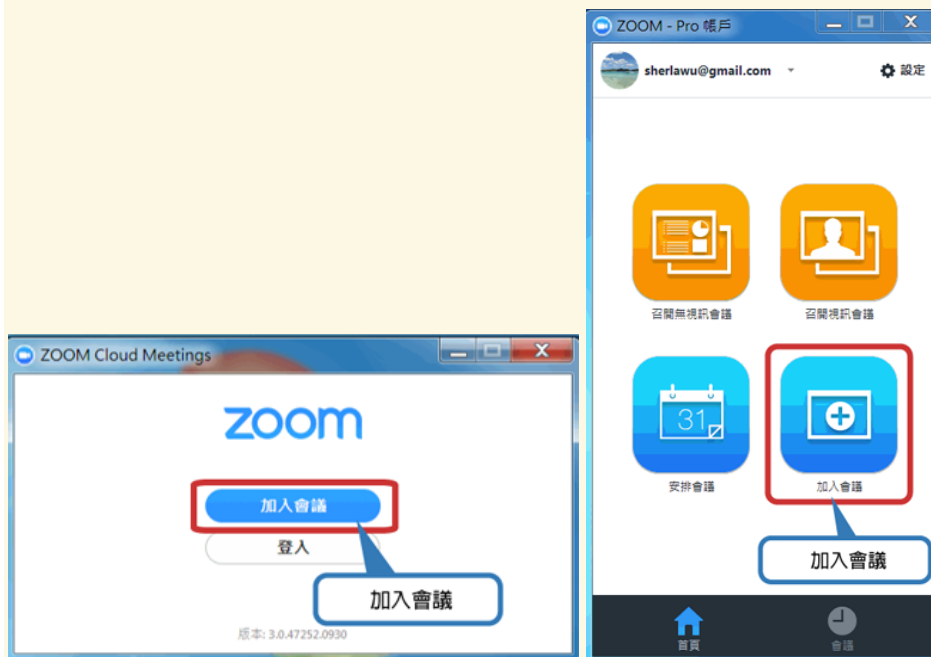 ZOOM Cloud Meetings
zoom
加入會議
登入
加入會議
版本: 3.0.47252.0930
ZOOM - Pro 帳戶
sherlawu@gmail.com
設定
召開無視訊會議
召開視訊會議
31
安排會議
加入會議
加入會議
首頁
會議